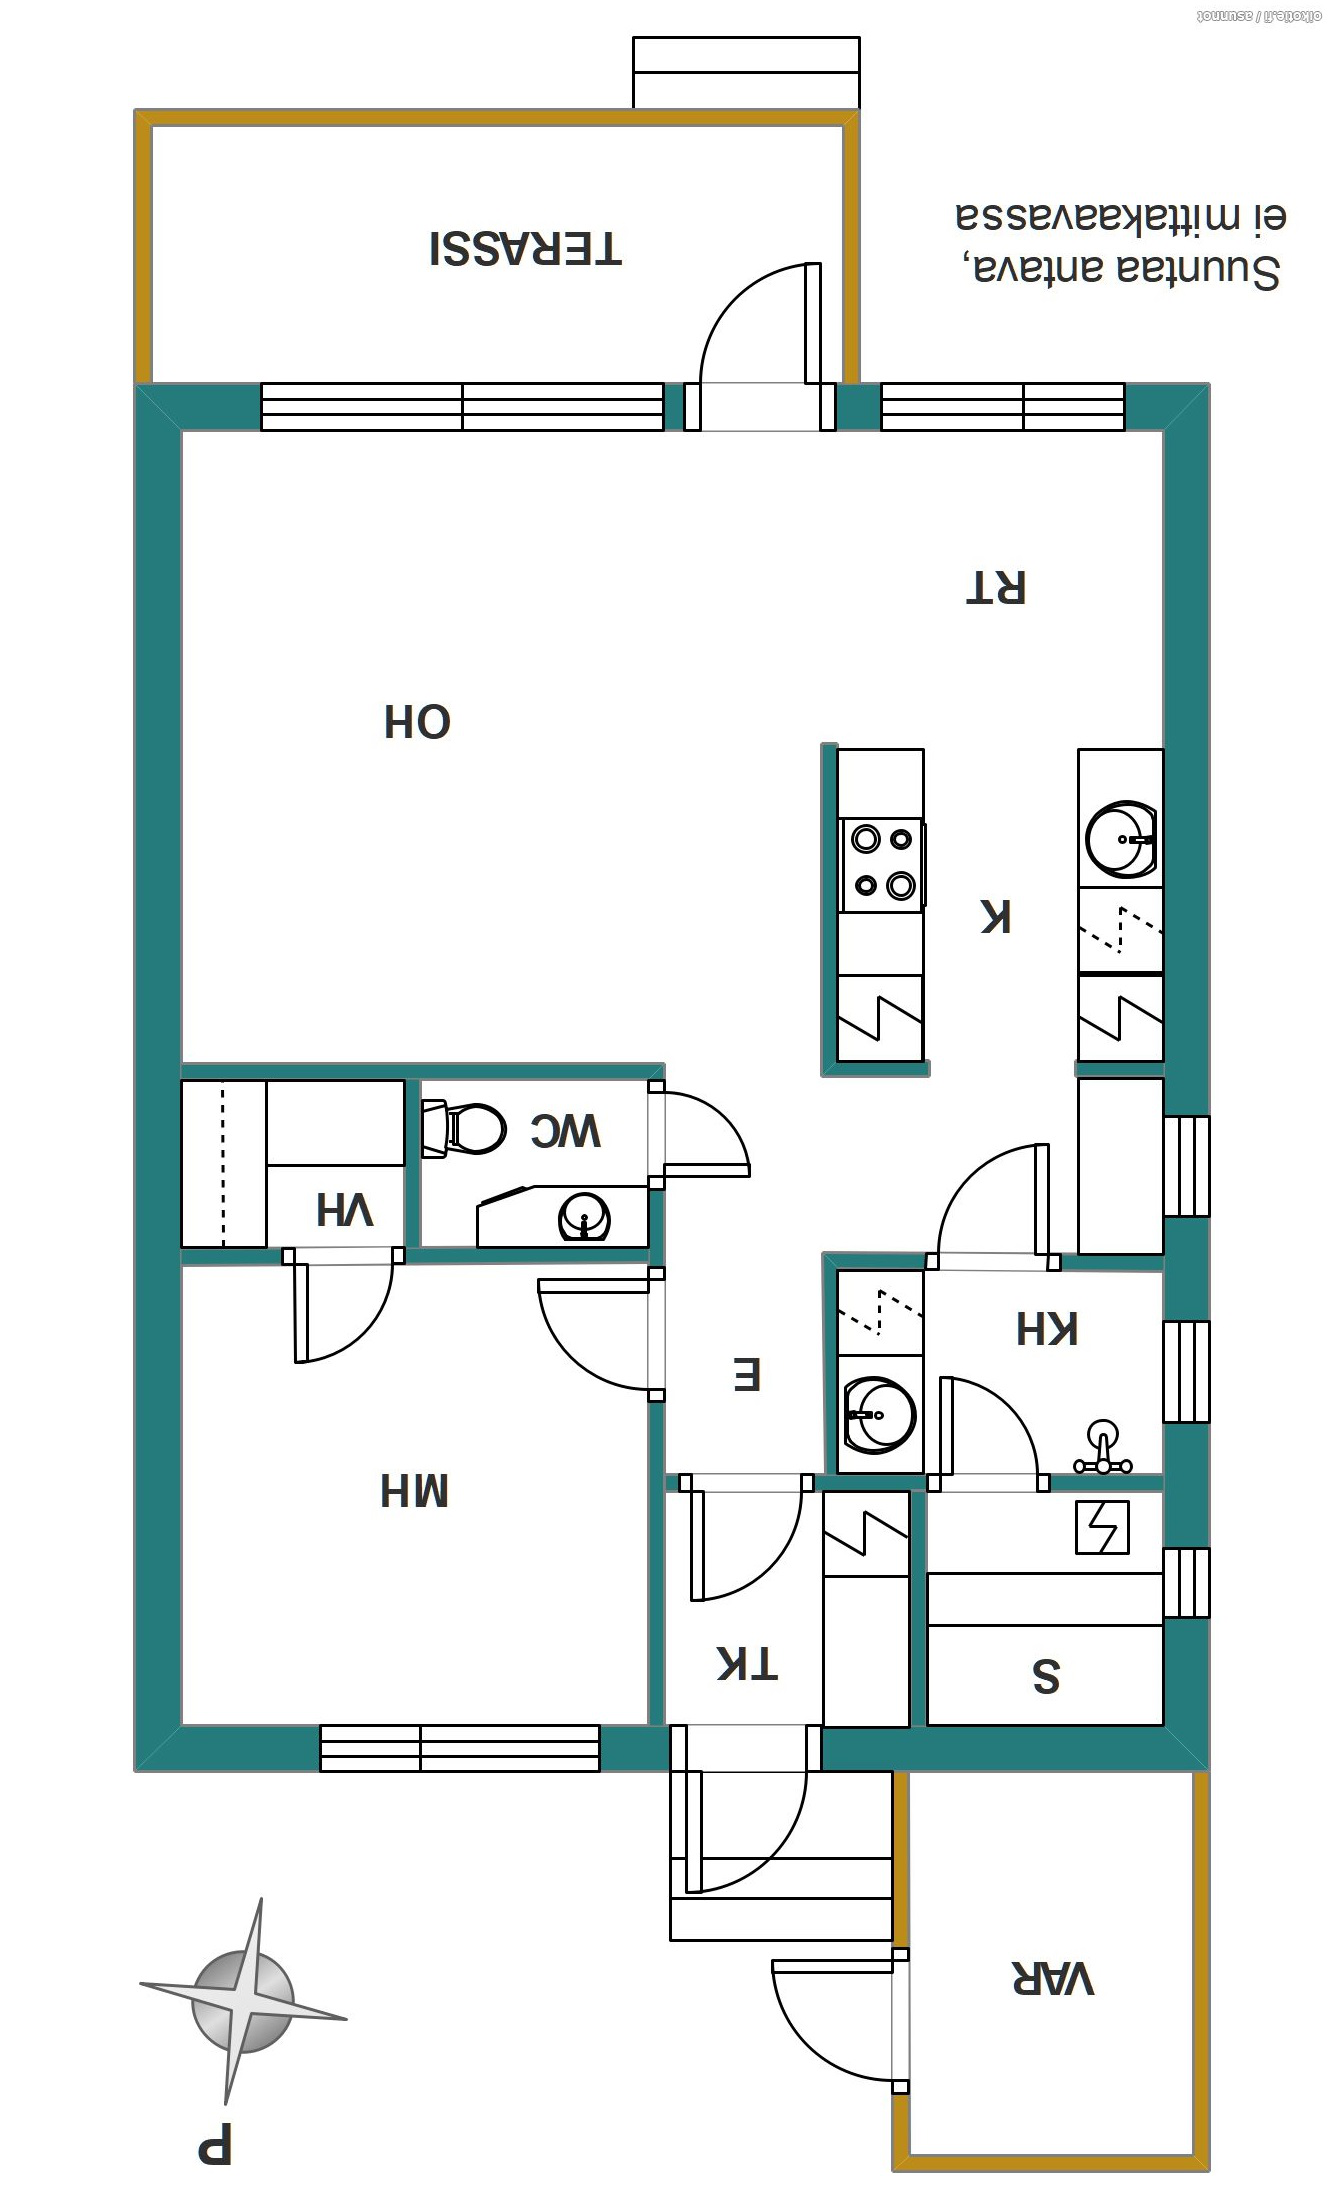 P
VAR
S
TK
MH
E
KH
VH
WC
K
OH
RT
Suuntaa antava,
ei mittakaavassa
TERASSI
oikotie.fi / asunnot